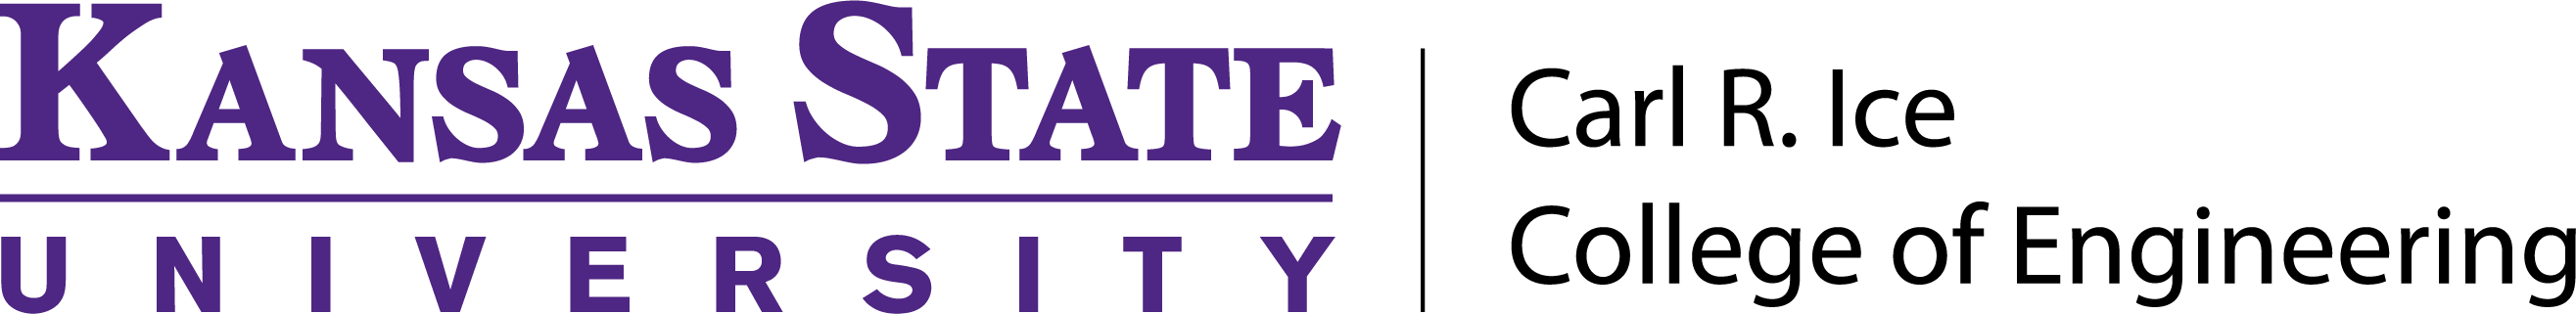 KANSAS STATE
UNIVERSITY
Carl R. Ice
College of Engineering